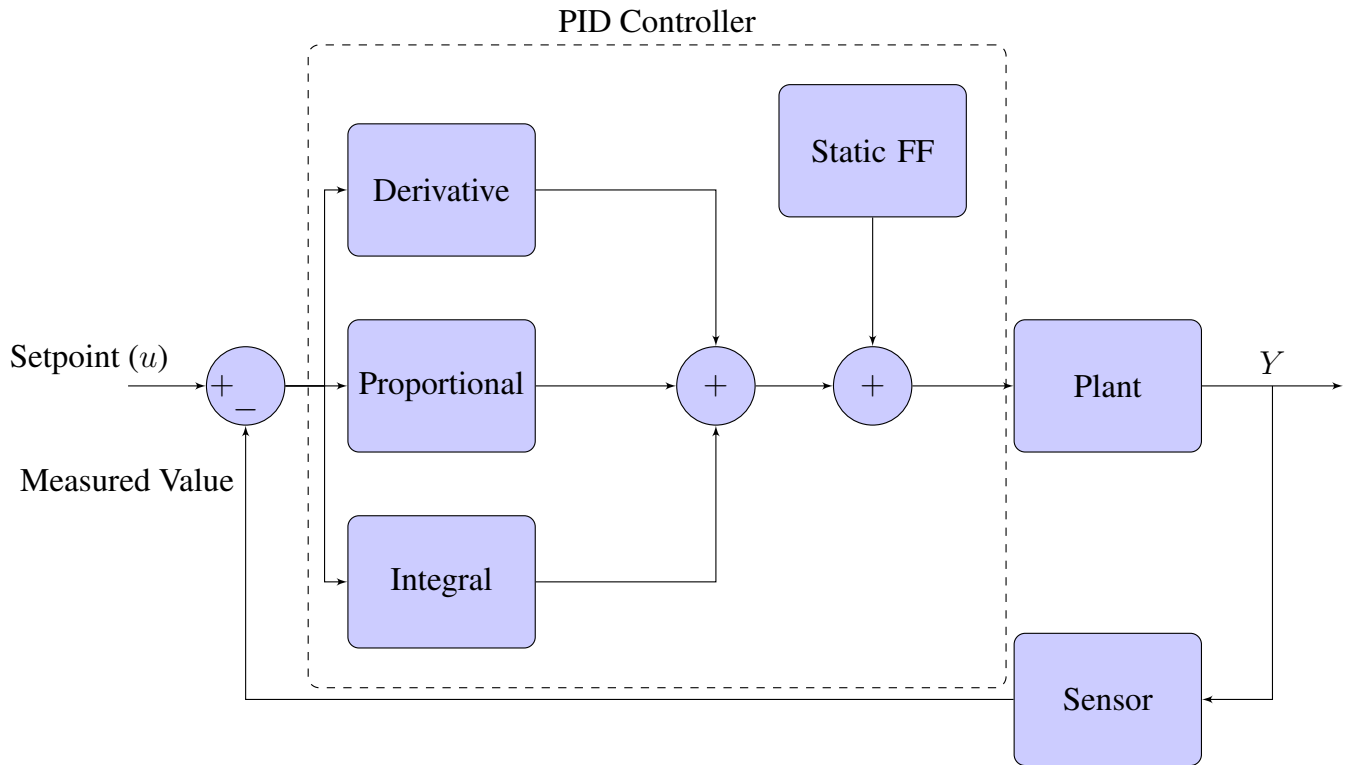 PID Controller
Static FF
Derivative
Setpoint (u)
+
−
Proportional
+
+
Plant
Y
Measured Value
Integral
Sensor